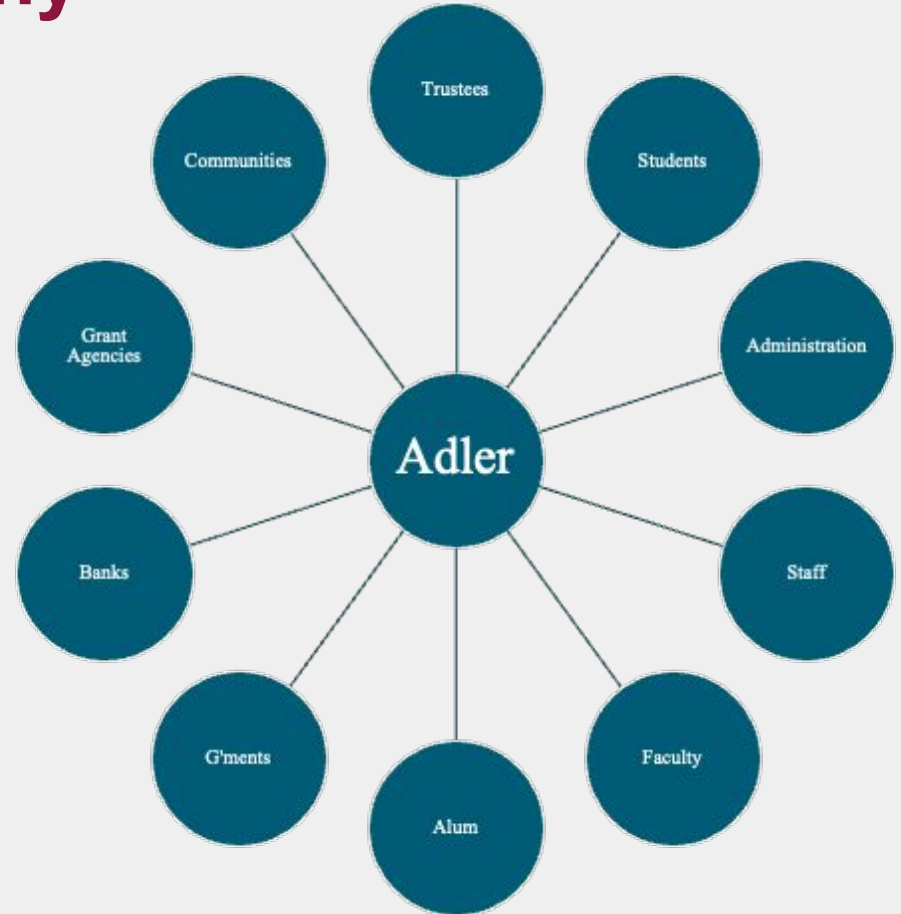 Trustees
Communities
Students
Grant
Agencies
Administration
Adler
Banks
Staff
G'ments
Faculty
Alum